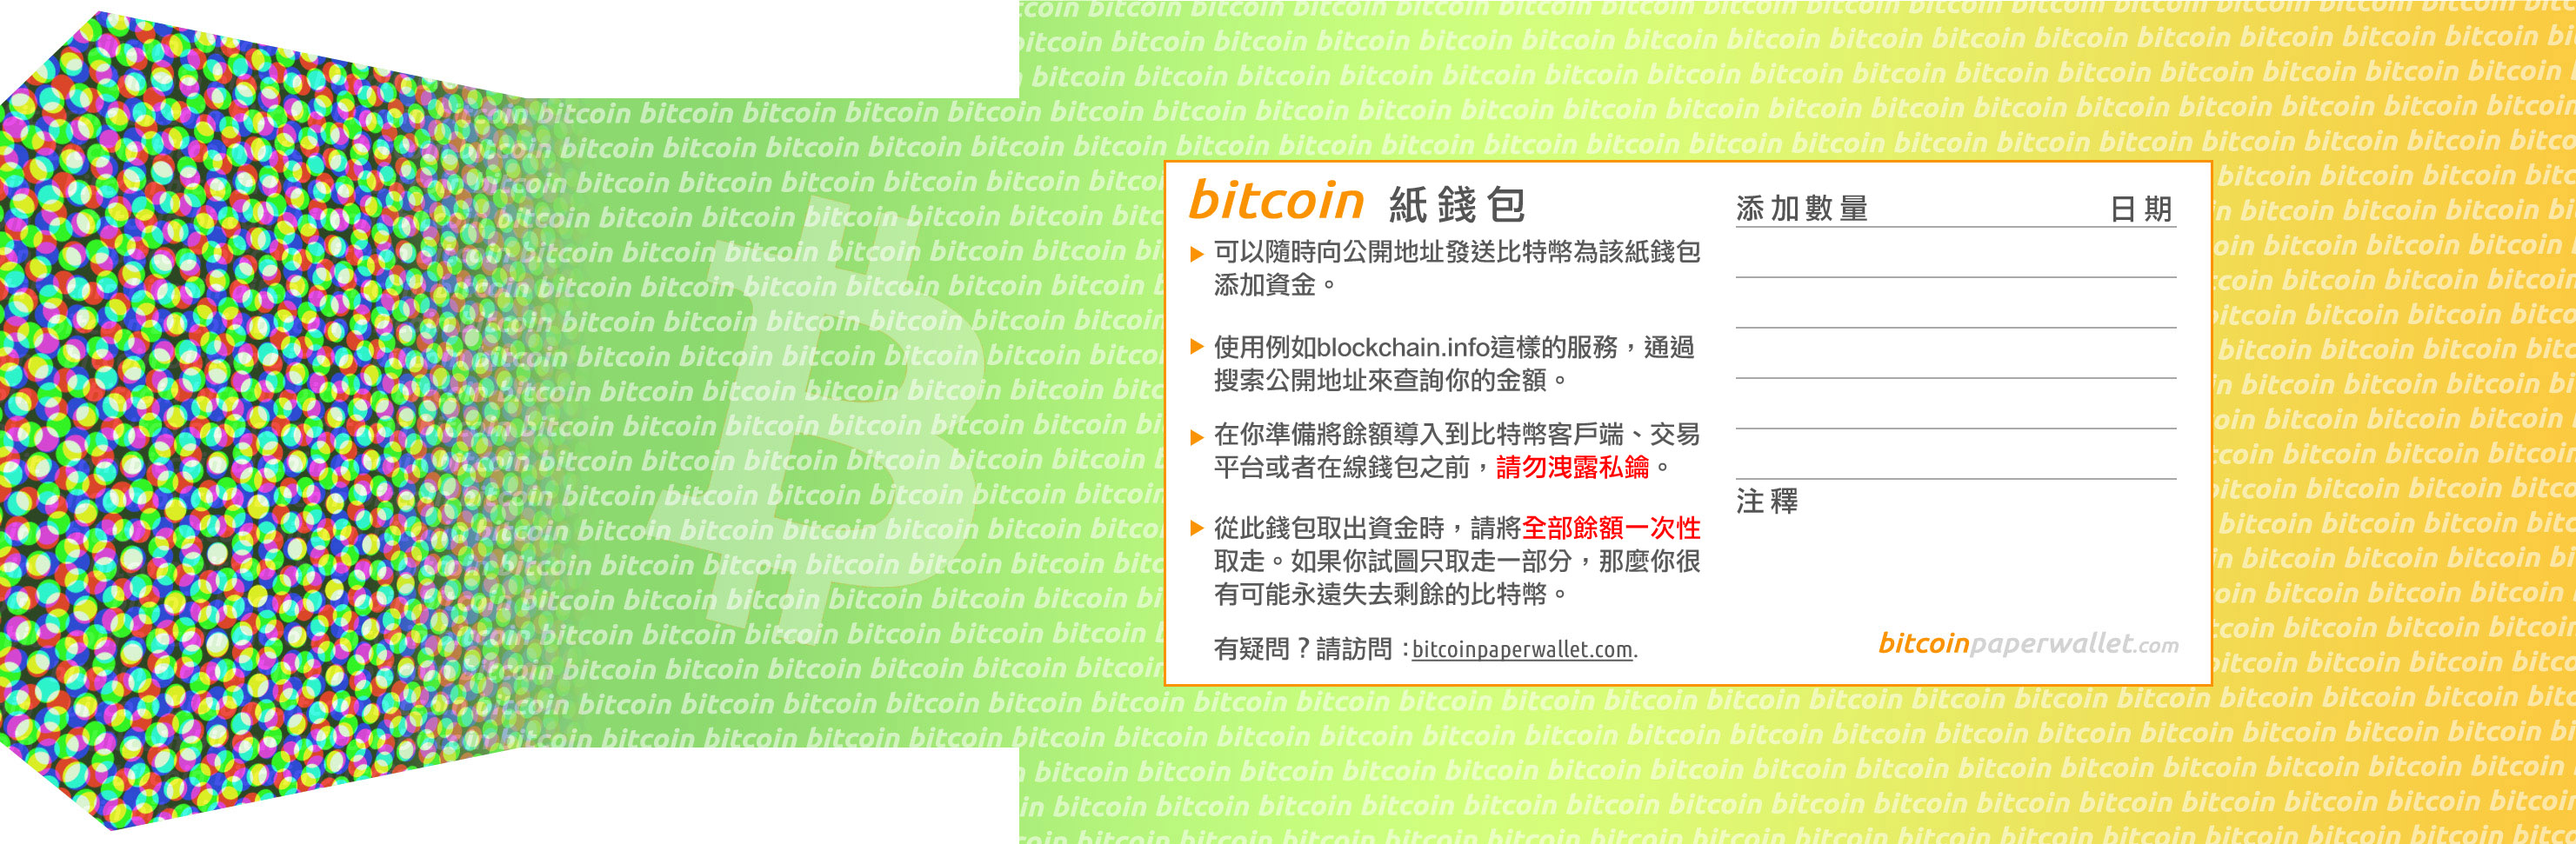 bitcoin 紙錢包
可以隨時向公開地址發送比特幣為該紙錢包
添加資金。
使用例如blockchain.info這樣的服務，通過
搜索公開地址來查詢你的金額。
在你準備將餘額導入到比特幣客戶端、交易
平台或者在線錢包之前，請勿洩露私鑰。
從此錢包取出資金時，請將全部餘額一次性
取走。如果你試圖只取走一部分，那麼你很
有可能永遠失去剩餘的比特幣。
有疑問？請訪問：bitcoinpaperwallet.com.
添加數量 日期
注釋
bitcoinpaperwallet.com